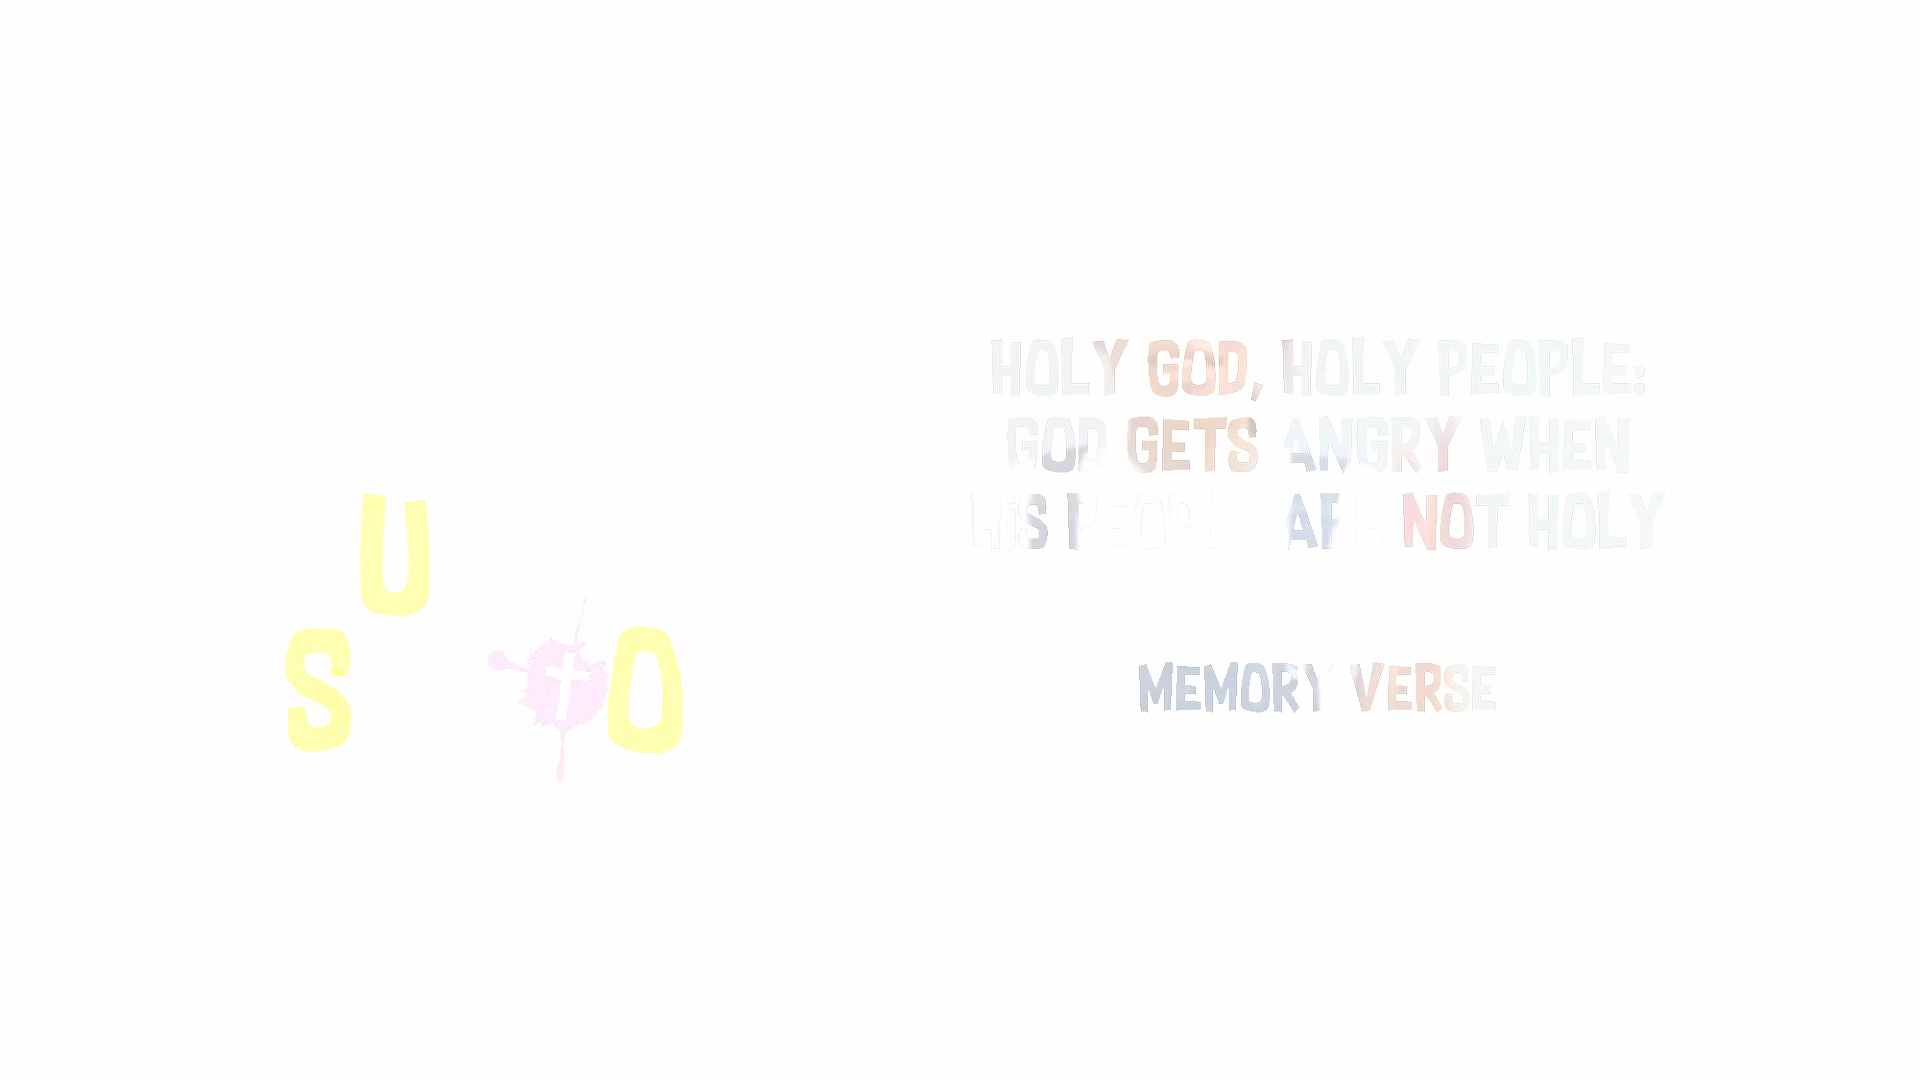 U
S O
HOLY GOD, HOLY PEOPLE:
GOD GETS ANGRY WHEN
HIS PEOPLE ARE NOT HOLY
MEMORY VERSE